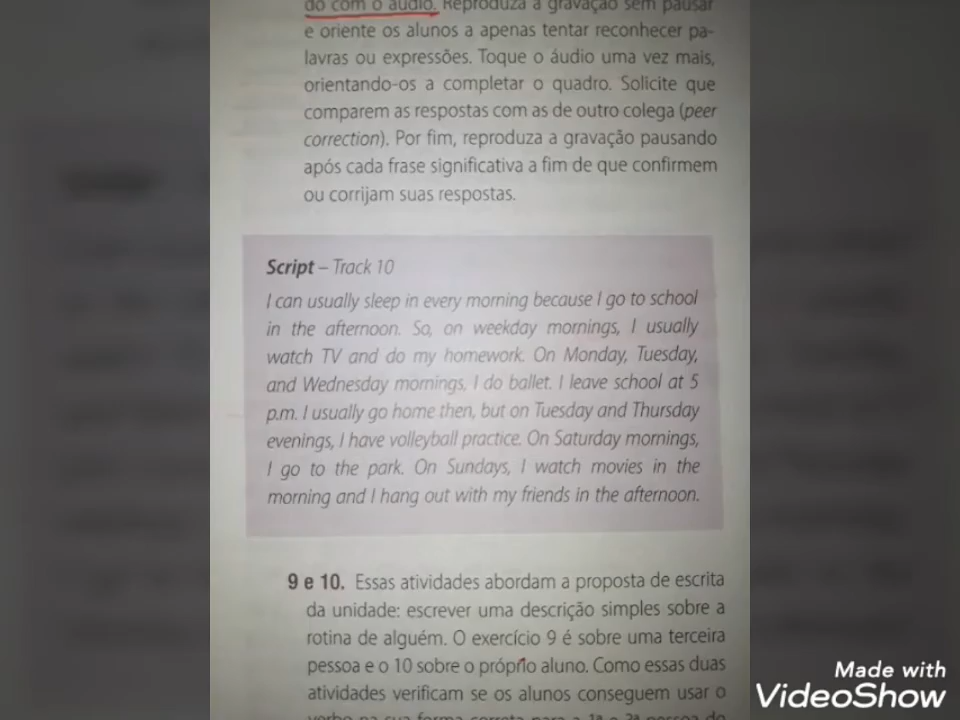 do com o áudio. Reproduza a gravação sem pausar
e oriente os alunos a apenas tentar reconhecer pa-
lavras ou expressões. Toque o áudio uma vez mais,
orientando-os a completar o quadro. Solicite que
comparem as respostas com as de outro colega (peer
correction). Por fim, reproduza a gravação pausando
após cada frase significativa a fim de que confirmem
ou corrijam suas respostas.
Script – Track 10
I can usually sleep in every morning because I go to school
in the afternoon. So, on weekday mornings, I usually
watch TV and do my homework. On Monday, Tuesday,
and Wednesday mornings, I do ballet. I leave school at 5
p.m. I usually go home then, but on Tuesday and Thursday
evenings, I have volleyball practice. On Saturday mornings,
I go to the park. On Sundays, I watch movies in the
morning and I hang out with my friends in the afternoon.
9 e 10. Essas atividades abordam a proposta de escrita
da unidade: escrever uma descrição simples sobre a
rotina de alguém. O exercício 9 é sobre uma terceira
pessoa e o 10 sobre o próprio aluno. Como essas duas
atividades verificam se os alunos conseguem usar o
verbo na sua forma correta para a 1ª e 3ª pessoa do
Made with
VideoShow